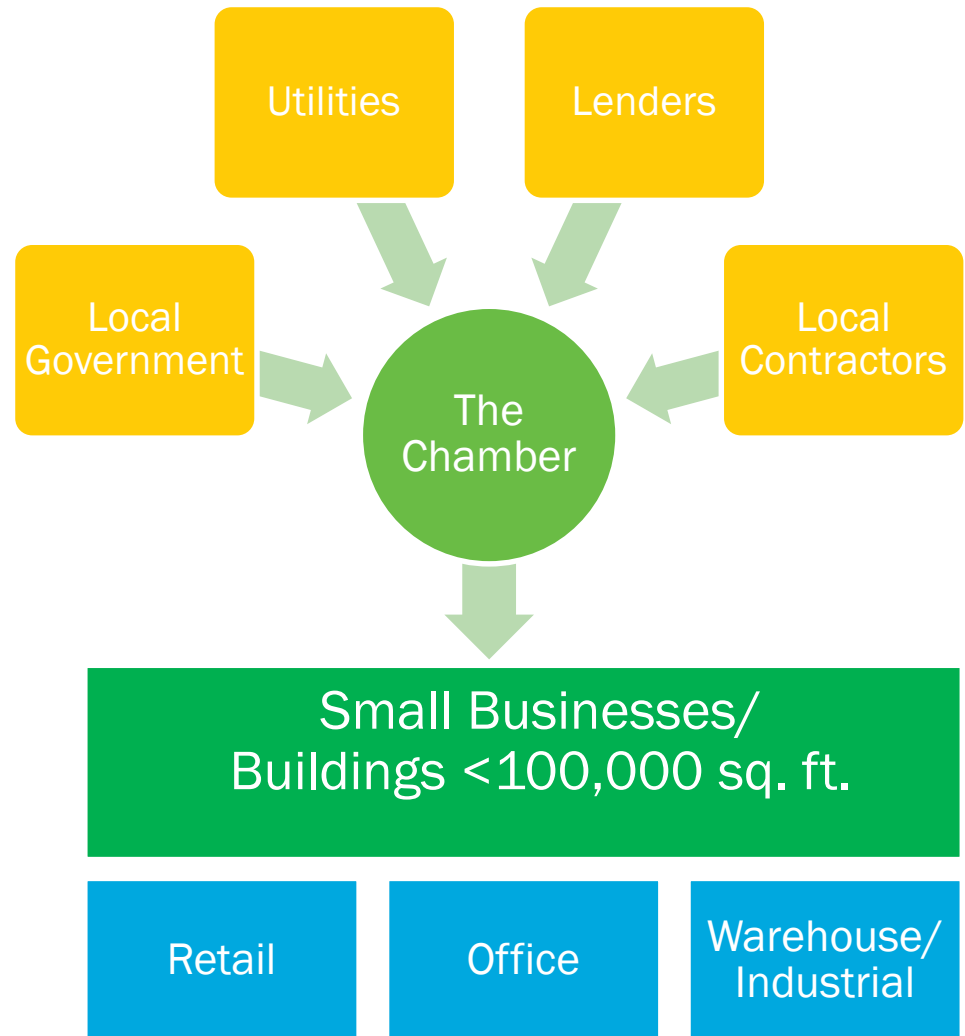 Utilities
Lenders
Local
Government
Local
Contractors
The
Chamber
Small Businesses/
Buildings <100,000 sq. ft.
Retail
Office
Warehouse/
Industrial